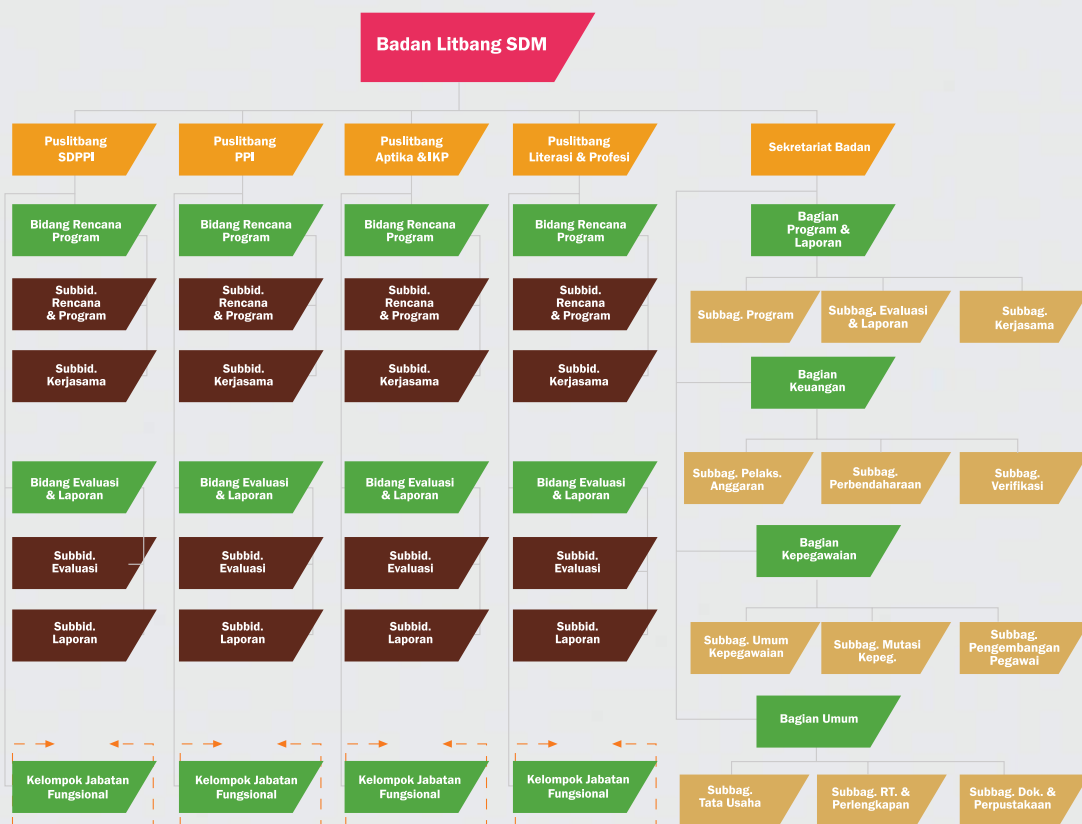 Badan Litbang SDM
Puslitbang
SDPPI
Puslitbang
PPI
Puslitbang
Aptika &IKP
Puslitbang
Literasi & Profesi
Sekretariat Badan
Bidang Rencana
Program
Bidang Rencana
Program
Bidang Rencana
Program
Bidang Rencana
Program
Bagian
Program &
Laporan
Subbid.
Rencana
& Program
Subbid.
Rencana
& Program
Subbid.
Rencana
& Program
Subbid.
Rencana
& Program
Subbag. Program
Subbag. Evaluasi
& Laporan
Subbag.
Kerjasama
Subbid.
Kerjasama
Subbid.
Kerjasama
Subbid.
Kerjasama
Subbid.
Kerjasama
Bagian
Keuangan
Bidang Evaluasi
& Laporan
Bidang Evaluasi
& Laporan
Bidang Evaluasi
& Laporan
Bidang Evaluasi
& Laporan
Subbag. Pelaks.
Anggaran
Subbag.
Perbendaharaan
Subbag.
Verifikasi
Subbid.
Evaluasi
Subbid.
Evaluasi
Subbid.
Evaluasi
Subbid.
Evaluasi
Bagian
Kepegawaian
Subbid.
Laporan
Subbid.
Laporan
Subbid.
Laporan
Subbid.
Laporan
Subbag. Umum
Kepegawaian
Subbag. Mutasi
Kepeg.
Subbag.
Pengembangan
Pegawai
Bagian Umum
Kelompok Jabatan
Fungsional
Kelompok Jabatan
Fungsional
Kelompok Jabatan
Fungsional
Kelompok Jabatan
Fungsional
Subbag.
Tata Usaha
Subbag. RT. &
Perlengkapan
Subbag. Dok. &
Perpustakaan